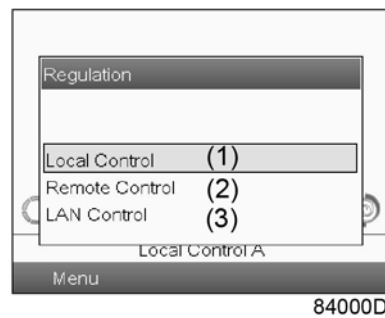 Regulation
Local Control (1)
Remote Control (2)
LAN Control (3)
Local Control A
Menu
84000D